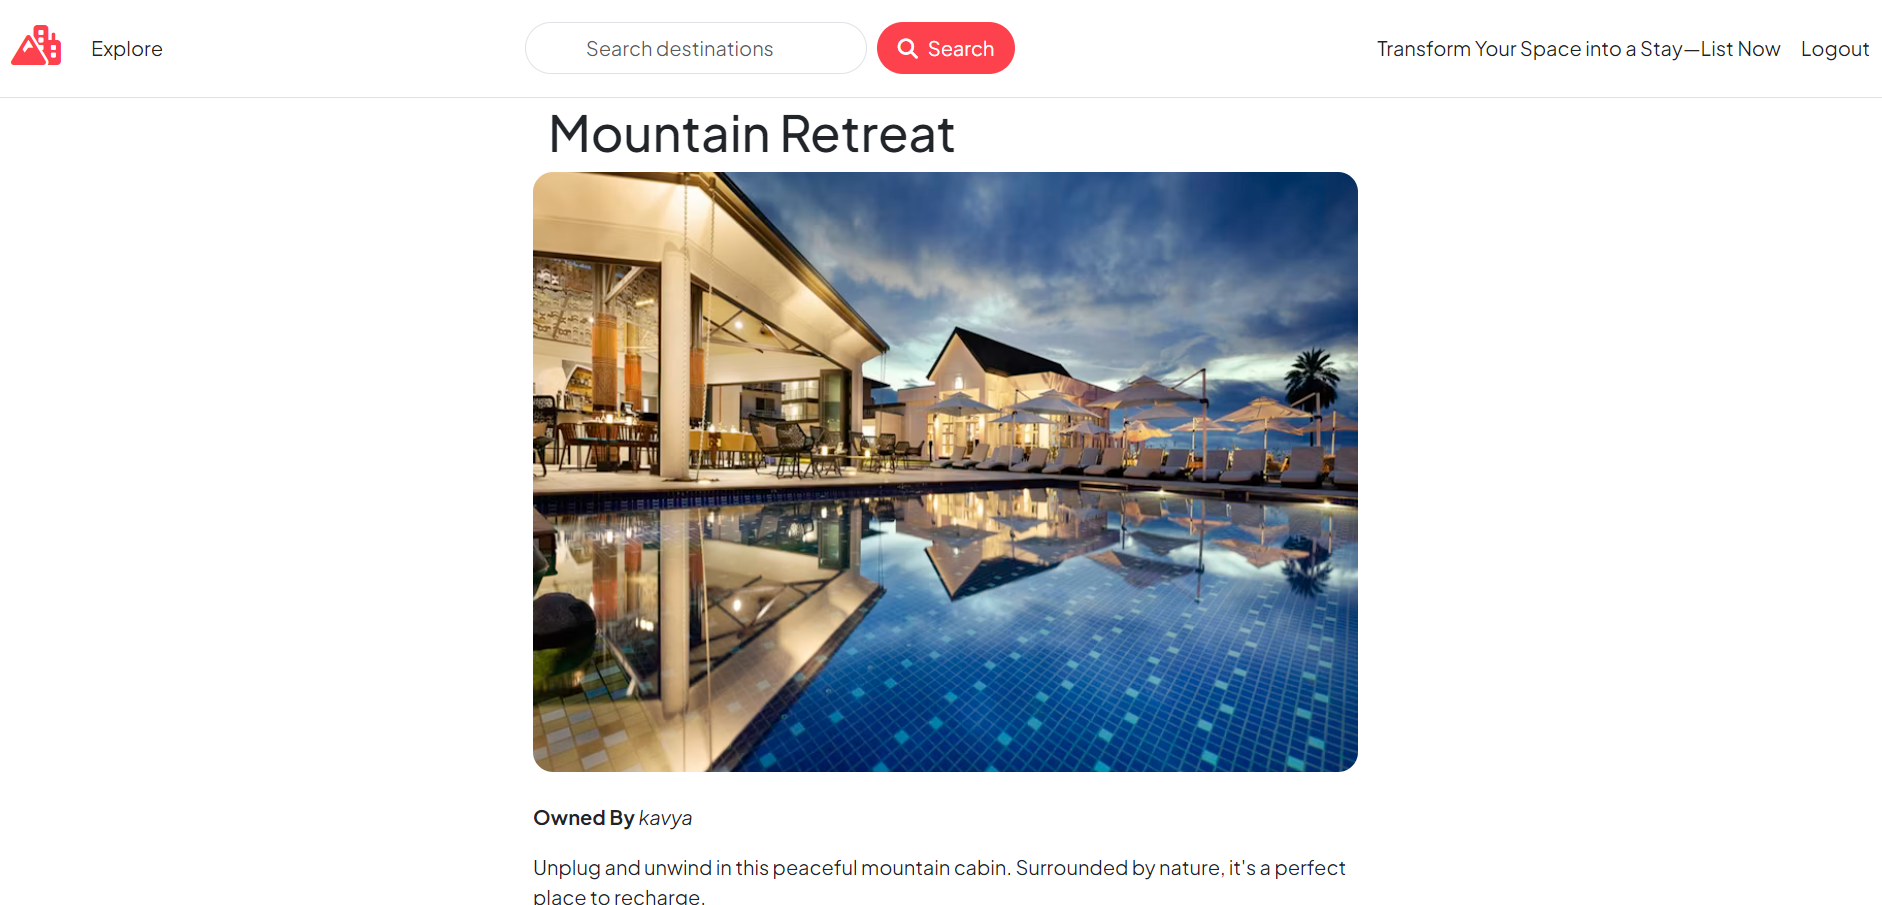 Explore
Search destinations
Search
Transform Your Space into a Stay—List Now
Logout
Mountain Retreat
Owned By kavya
Unplug and unwind in this peaceful mountain cabin. Surrounded by nature, it's a perfect
place to recharge.